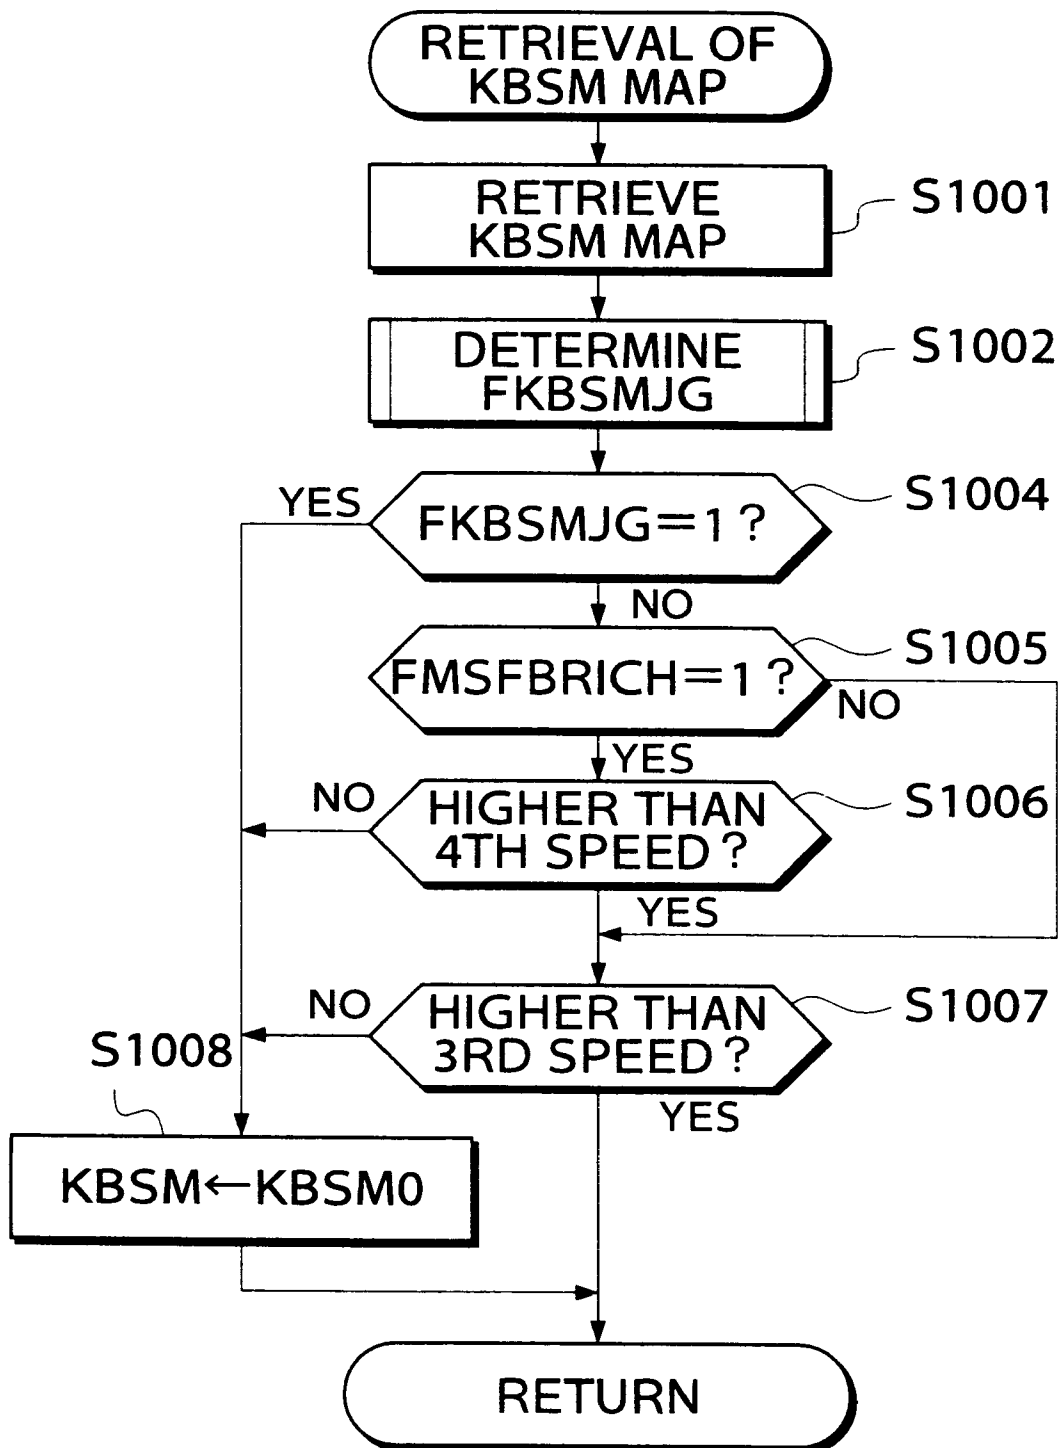 RETRIEVAL OF
KBSM MAP
RETRIEVE
KBSM MAP
S1001
DETERMINE
FKBSMJG
S1002
YES
FKBSMJG=1?
S1004
NO
FMSFBRICH=1?
S1005
NO
YES
NO
HIGHER THAN
4TH SPEED?
S1006
YES
NO
HIGHER THAN
3RD SPEED?
S1007
S1008
YES
KBSM←KBSM0
RETURN